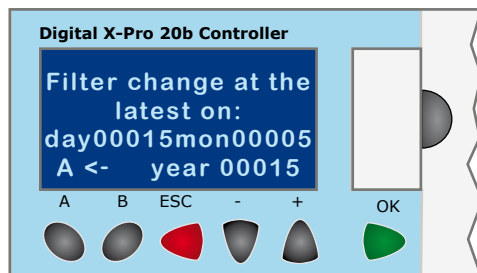 Digital X-Pro 20b Controller
Filter change at the
latest on:
day00015mon00005
A <- year 00015
A B ESC - + OK